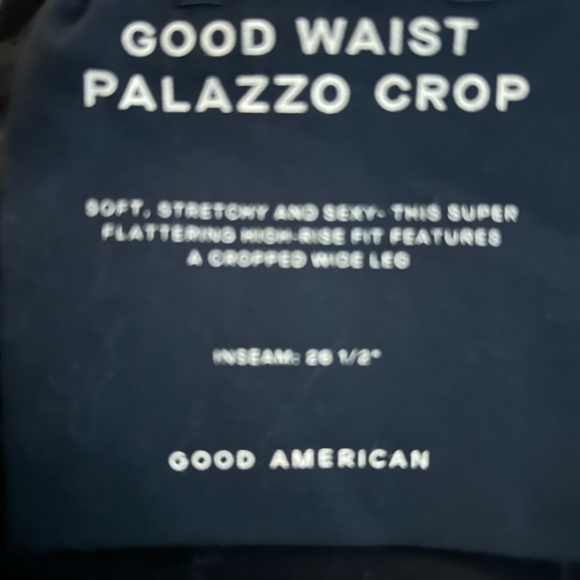 GOOD WAIST
PALAZZO CROP
SOFT, STRETCHY AND SEXY- THIS SUPER
FLATTERING HIGH-RISE FIT FEATURES
A CROPPED WIDE LEG
INSEAM: 26 1/2"
GOOD AMERICAN